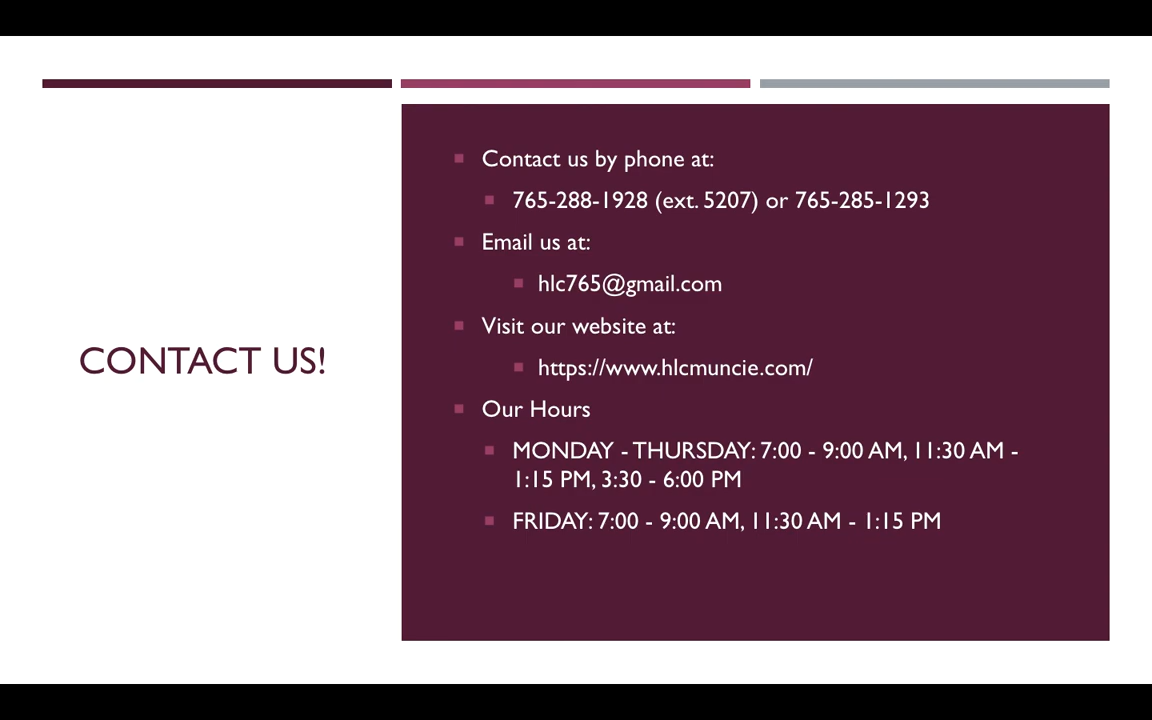 CONTACT US!
Contact us by phone at:
765-288-1928 (ext. 5207) or 765-285-1293
Email us at:
hlc765@gmail.com
Visit our website at:
https://www.hlcmuncie.com/
Our Hours
MONDAY - THURSDAY: 7:00 - 9:00 AM, 11:30 AM -
1:15 PM, 3:30 - 6:00 PM
FRIDAY: 7:00 - 9:00 AM, 11:30 AM - 1:15 PM